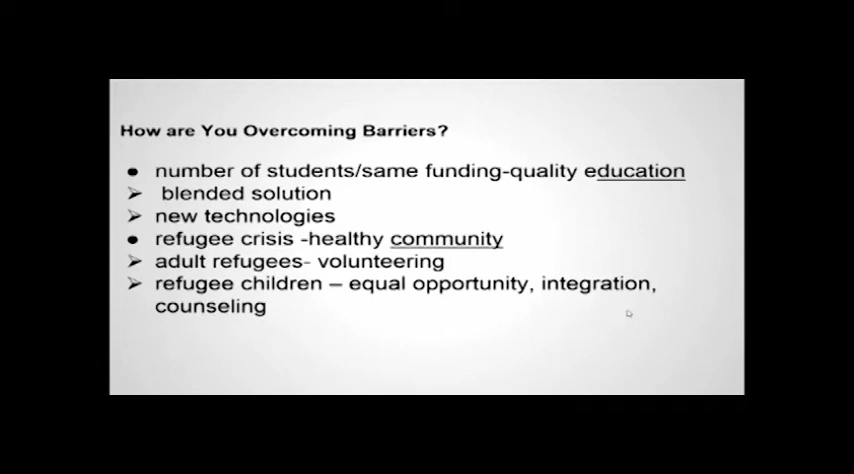 How are You Overcoming Barriers?
● number of students/same funding-quality education
➢ blended solution
➢ new technologies
● refugee crisis -healthy community
➢ adult refugees- volunteering
➢ refugee children – equal opportunity, integration,
counseling